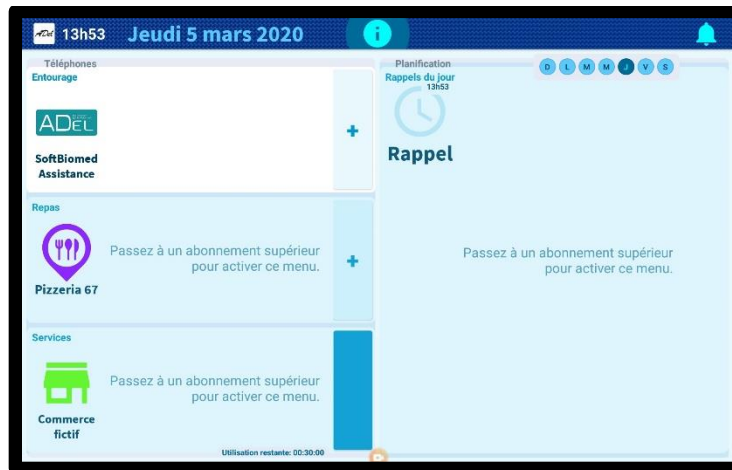 ADel 13h53 Jeudi 5 mars 2020 i
Téléphones
Entourage
ADEL
SoftBiomed
Assistance
+
Repas
Passez à un abonnement supérieur
pour activer ce menu.
+
Pizzeria 67
Services
Passez à un abonnement supérieur
pour activer ce menu.
Commerce
fictif
Utilisation restante: 00:30:00
Planification
D L M M J V S
Rappels du jour
13h53
Rappel
Passez à un abonnement supérieur
pour activer ce menu.